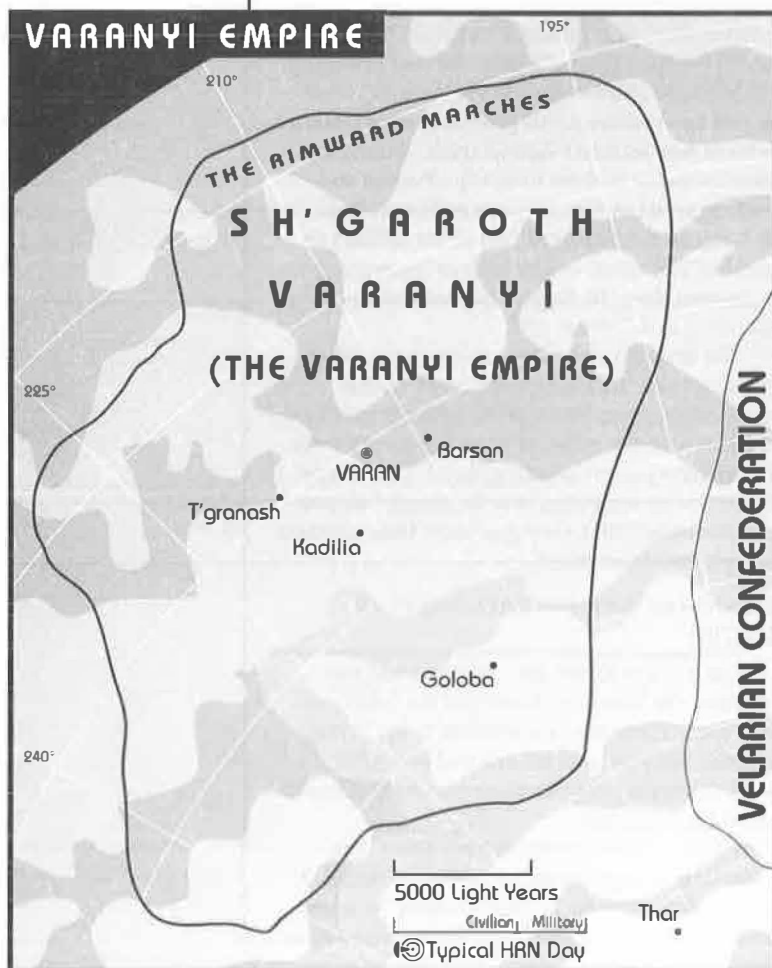 VARANYI EMPIRE
195°
210°
THE RIMWARD MARCHES
SH'GAROTH
VARANYI
(THE VARANYI EMPIRE)
225°
Barsan
VARAN
T'granash
Kadilia
Goloba
240°
VELARIAN CONFEDERATION
5000 Light Years
Civilian Military
Thar
Typical HRN Day